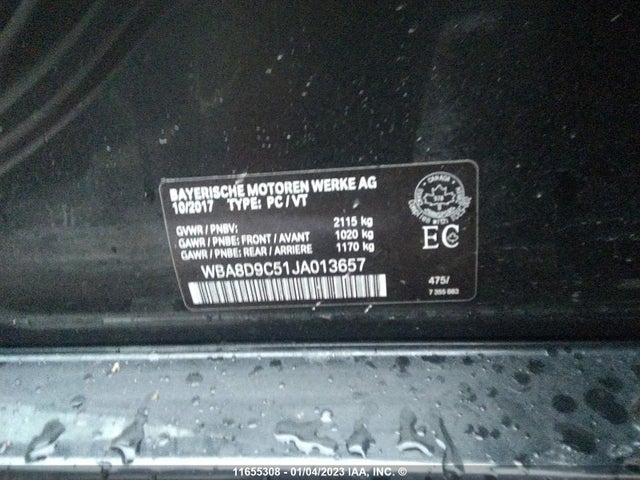 BAYERISCHE MOTOREN WERKE AG
10/2017 TYPE: PC / VT
GVWR / PNBV: 2115 kg
GAWR / PNBE: FRONT / AVANT 1020 kg
GAWR / PNBE: REAR / ARRIERE 1170 kg
WBA8D9C51JA013657
CANADA
EC
475/
7 355 663
11655308 - 01/04/2023 IAA, INC. ©